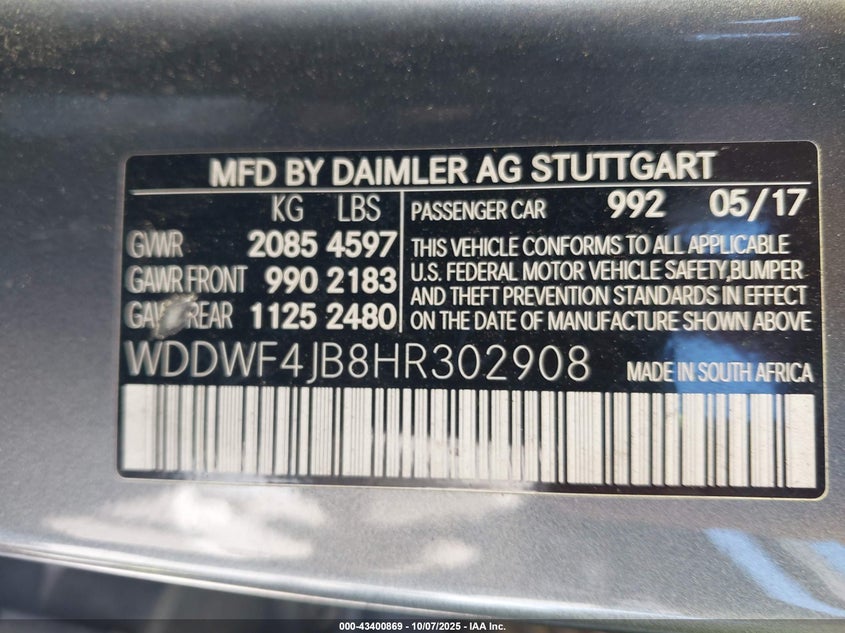 MFD BY DAIMLER AG STUTTGART
KG LBS
GVWR 2085 4597
GAWR FRONT 990 2183
REAR 1125 2480
PASSENGER CAR 992 05/17
THIS VEHICLE CONFORMS TO ALL APPLICABLE
U.S. FEDERAL MOTOR VEHICLE SAFETY,BUMPER
AND THEFT PREVENTION STANDARDS IN EFFECT
ON THE DATE OF MANUFACTURE SHOWN ABOVE
WDDWF4JB8HR302908 MADE IN SOUTH AFRICA
000-43400869 - 10/07/2025 - IAA Inc.